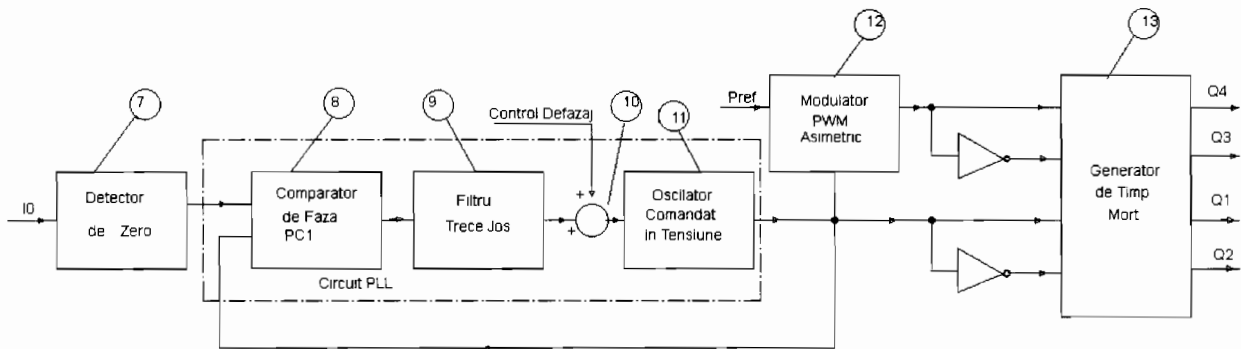 12
13
7
8
9
10
11
Pref
Modulator
PWM
Asimetric
Q4
Control Defazaj
Q3
I0
Detector
de Zero
Comparator
de Faza
PC1
Filtru
Trece Jos
+
+
Oscilator
Comandat
in Tensiune
Generator
de Timp
Mort
Q1
Q2
Circuit PLL